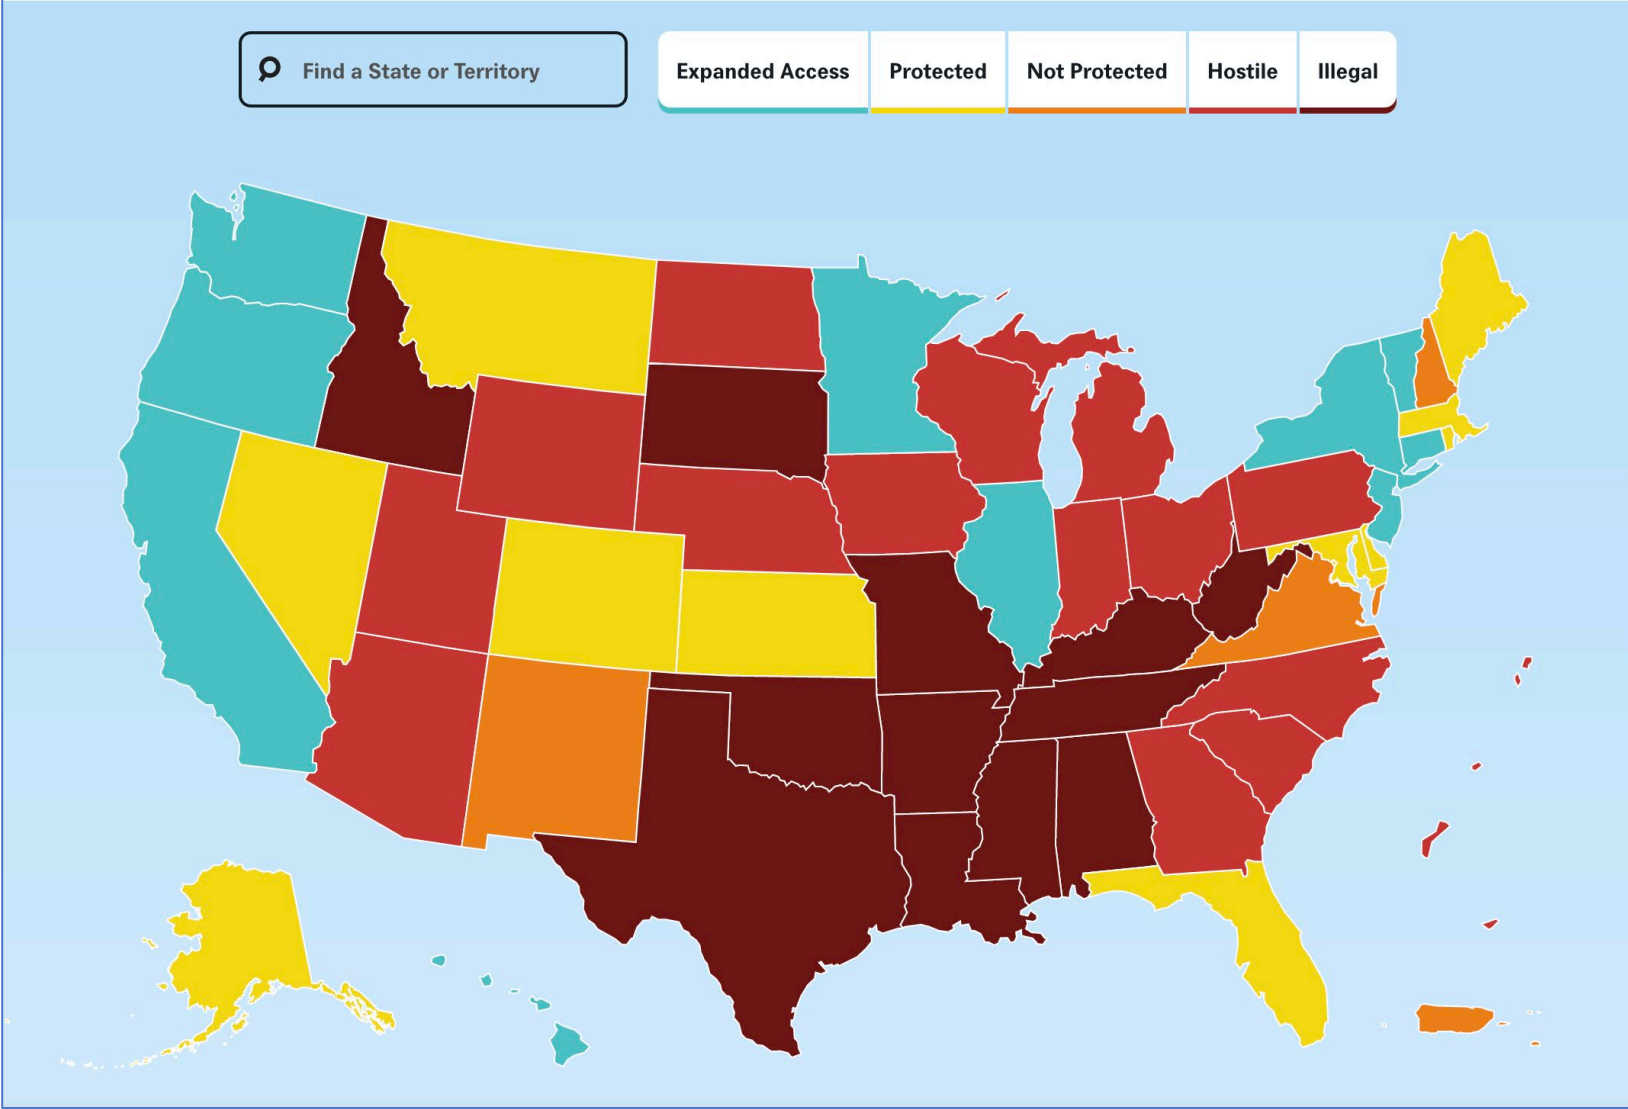 Find a State or Territory
Expanded Access
Protected
Not Protected
Hostile
Illegal